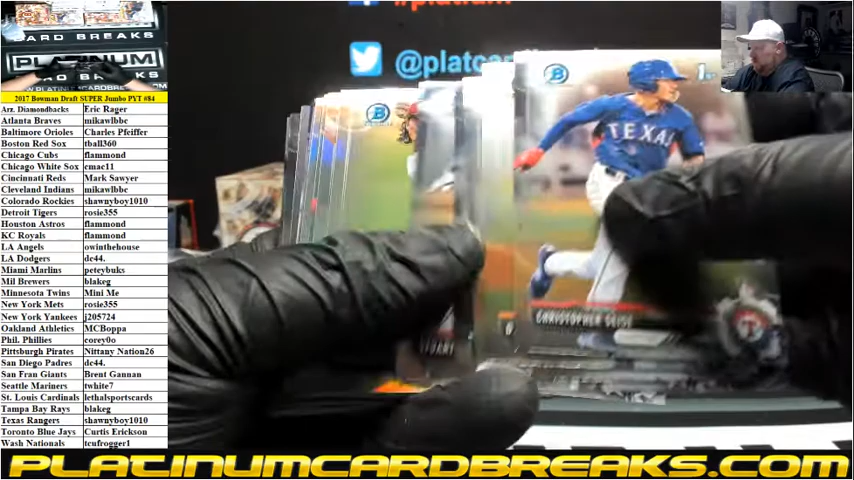 CARD BREAKS
PLATINUM
CARD BREAKS
2017 Bowman Draft SUPER Jumbo PYT #84
Arz. Diamondbacks Eric Rager
Atlanta Braves mikawlbbc
Baltimore Orioles Charles Pfeiffer
Boston Red Sox tball360
Chicago Cubs flammond
Chicago White Sox cmac11
Cincinnati Reds Mark Sawyer
Cleveland Indians mikawlbbc
Colorado Rockies shawnyboy1010
Detroit Tigers rosie355
Houston Astros flammond
KC Royals flammond
LA Angels owinthehouse
LA Dodgers dc44.
Miami Marlins peteybuks
Mil Brewers blakeg
Minnesota Twins Mini Me
New York Mets rosie355
New York Yankees j205724
Oakland Athletics MCBoppa
Phil. Phillies corey0o
Pittsburgh Pirates Nittany Nation26
San Diego Padres dc44.
San Fran Giants Brent Gannan
Seattle Mariners twhite7
St. Louis Cardinals lethalsportscards
Tampa Bay Rays blakeg
Texas Rangers shawnyboy1010
Toronto Blue Jays Curtis Erickson
Wash Nationals tcufrogger1
@platc
B
B
1st
TEXAS
CHRISTOPHER SEISE
PLATINUMCARDBREAKS.COM